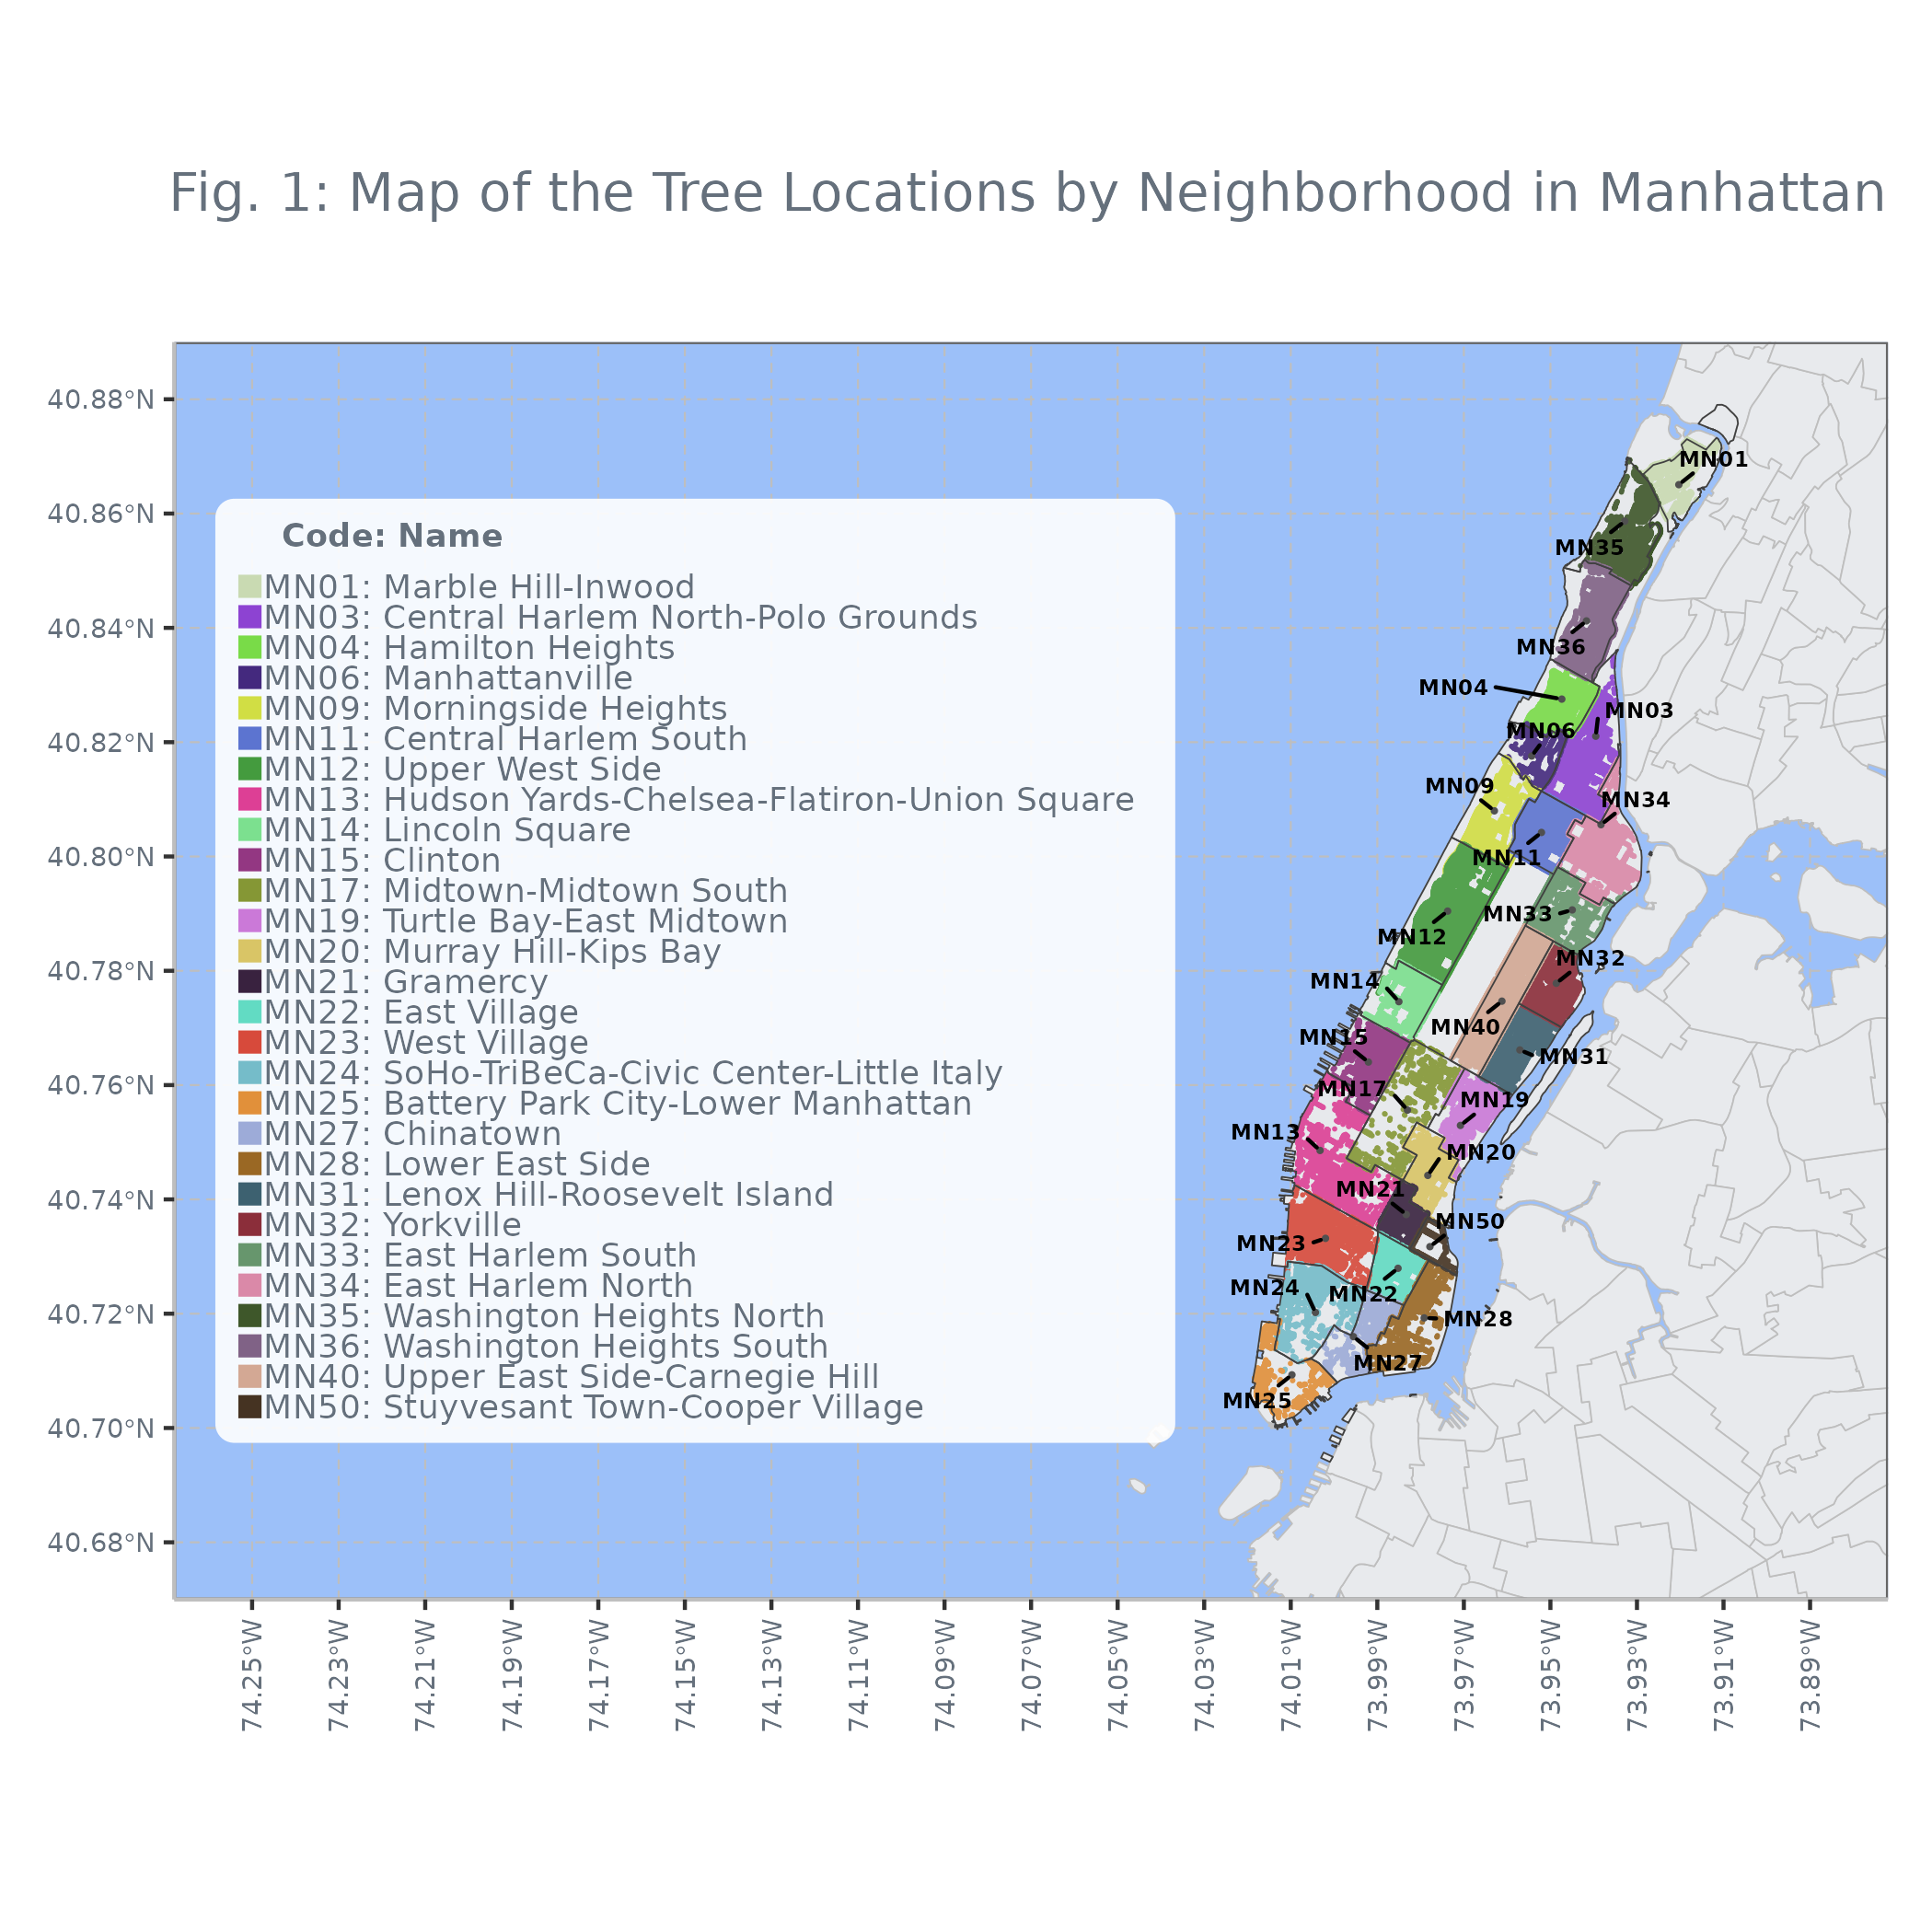 Fig. 1: Map of the Tree Locations by Neighborhood in Manhattan
40.88°N
40.86°N
40.84°N
40.82°N
40.80°N
40.78°N
40.76°N
40.74°N
40.72°N
40.70°N
40.68°N
Code: Name
MN01: Marble Hill-Inwood
MN03: Central Harlem North-Polo Grounds
MN04: Hamilton Heights
MN06: Manhattanville
MN09: Morningside Heights
MN11: Central Harlem South
MN12: Upper West Side
MN13: Hudson Yards-Chelsea-Flatiron-Union Square
MN14: Lincoln Square
MN15: Clinton
MN17: Midtown-Midtown South
MN19: Turtle Bay-East Midtown
MN20: Murray Hill-Kips Bay
MN21: Gramercy
MN22: East Village
MN23: West Village
MN24: SoHo-TriBeCa-Civic Center-Little Italy
MN25: Battery Park City-Lower Manhattan
MN27: Chinatown
MN28: Lower East Side
MN31: Lenox Hill-Roosevelt Island
MN32: Yorkville
MN33: East Harlem South
MN34: East Harlem North
MN35: Washington Heights North
MN36: Washington Heights South
MN40: Upper East Side-Carnegie Hill
MN50: Stuyvesant Town-Cooper Village
MN01
MN35
MN36
MN04
MN03
MN06
MN09
MN34
MN11
MN33
MN12
MN32
MN14
MN40
MN15
MN31
MN17
MN19
MN13
MN20
MN21
MN50
MN23
MN24
MN22
MN28
MN27
MN25
74.25°W
74.23°W
74.21°W
74.19°W
74.17°W
74.15°W
74.13°W
74.11°W
74.09°W
74.07°W
74.05°W
74.03°W
74.01°W
73.99°W
73.97°W
73.95°W
73.93°W
73.91°W
73.89°W